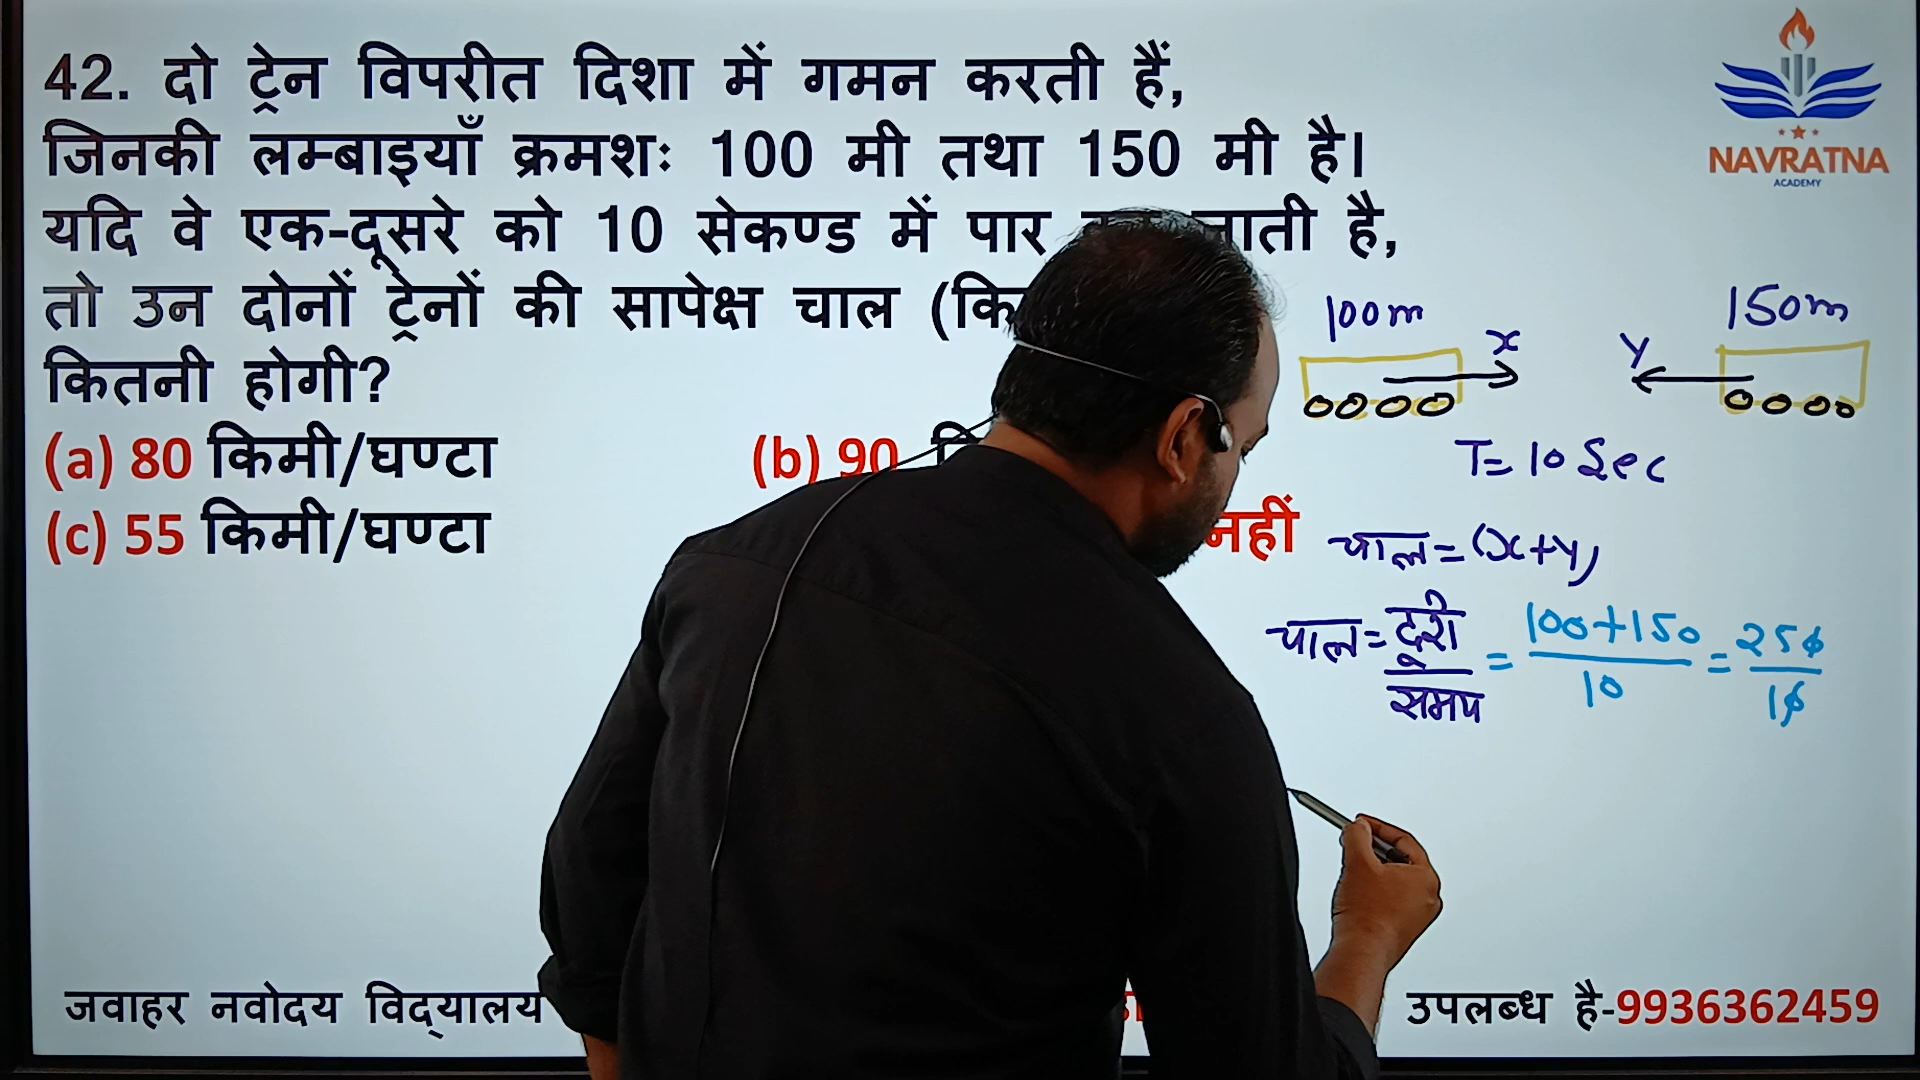 42. दो ट्रेन विपरीत दिशा में गमन करती हैं,
जिनकी लम्बाइयाँ क्रमशः 100 मी तथा 150 मी है।
यदि वे एक-दूसरे को 10 सेकण्ड में पार जाती है,
तो उन दोनों ट्रेनों की सापेक्ष चाल (कि
कितनी होगी?
(a) 80 किमी/घण्टा (b) 90
(c) 55 किमी/घण्टा नहीं
NAVRATNA
ACADEMY
100m 150m
x y
T= 10 Sec
चाल=(x+y)
चाल=दूरी/समय = 100+150/10 = 250/10
जवाहर नवोदय विद्यालय उपलब्ध है-9936362459